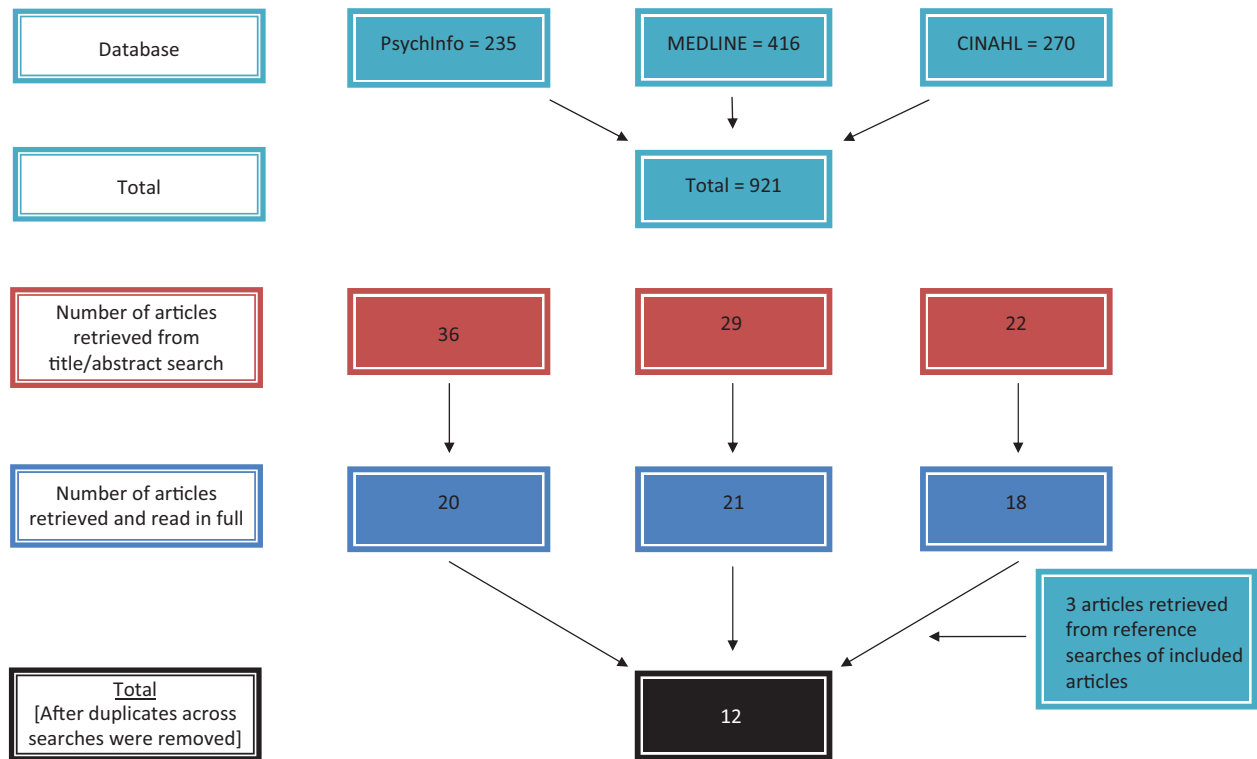 Database
PsychInfo = 235
MEDLINE = 416
CINAHL = 270
Total
Total = 921
Number of articles
retrieved from
title/abstract search
36
29
22
Number of articles
retrieved and read in full
20
21
18
3 articles retrieved
from reference
searches of included
articles
Total
[After duplicates across
searches were removed]
12